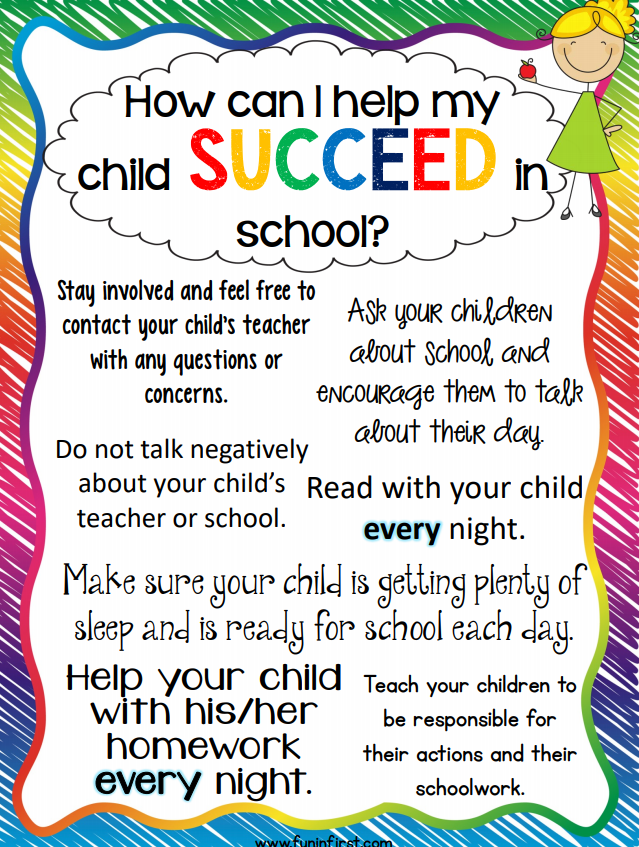 How can I help my
child SUCCEED in
school?
Stay involved and feel free to
contact your child's teacher
with any questions or
concerns.
Ask your children
about school and
encourage them to talk
about their day.
Do not talk negatively
about your child's
teacher or school.
Read with your child
every night.
Make sure your child is getting plenty of
sleep and is ready for school each day.
Help your child
with his/her
homework
every night.
Teach your children to
be responsible for
their actions and their
schoolwork.
www.funinfirst.com